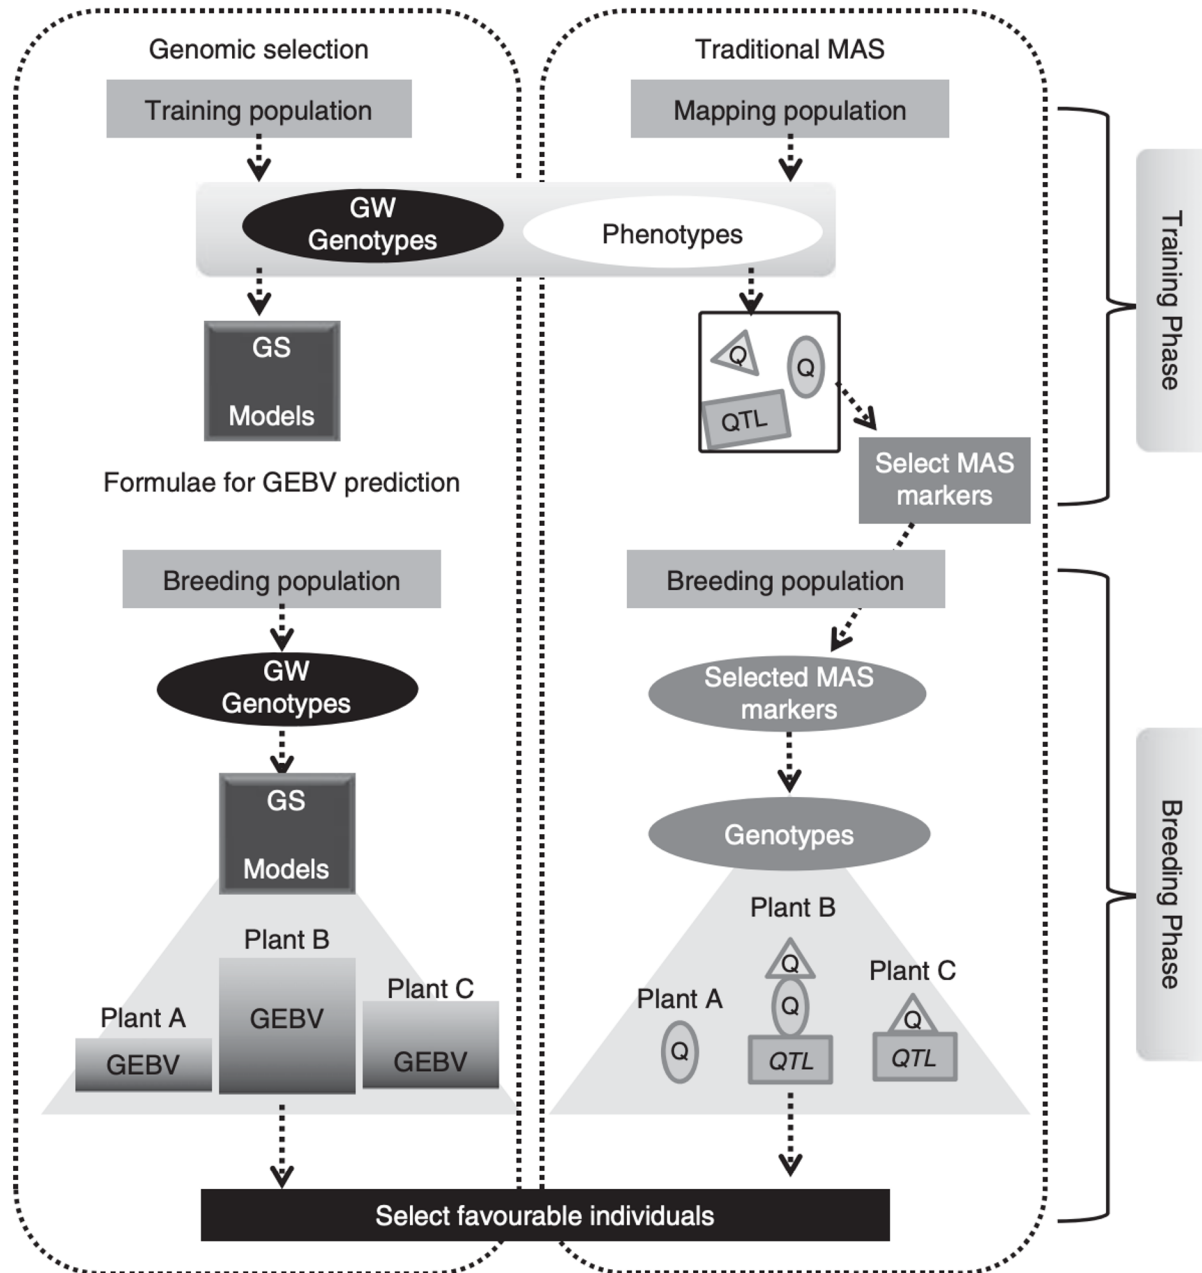 Genomic selection
Traditional MAS
Training population
Mapping population
GW
Genotypes
Phenotypes
GS
Models
Q
Q
QTL
Select MAS
markers
Formulae for GEBV prediction
Training Phase
Breeding population
Breeding population
GW
Genotypes
Selected MAS
markers
GS
Models
Genotypes
Plant A
GEBV
Plant B
GEBV
Plant C
GEBV
Plant A
Q
Plant B
Q
Q
QTL
Plant C
Q
QTL
Breeding Phase
Select favourable individuals